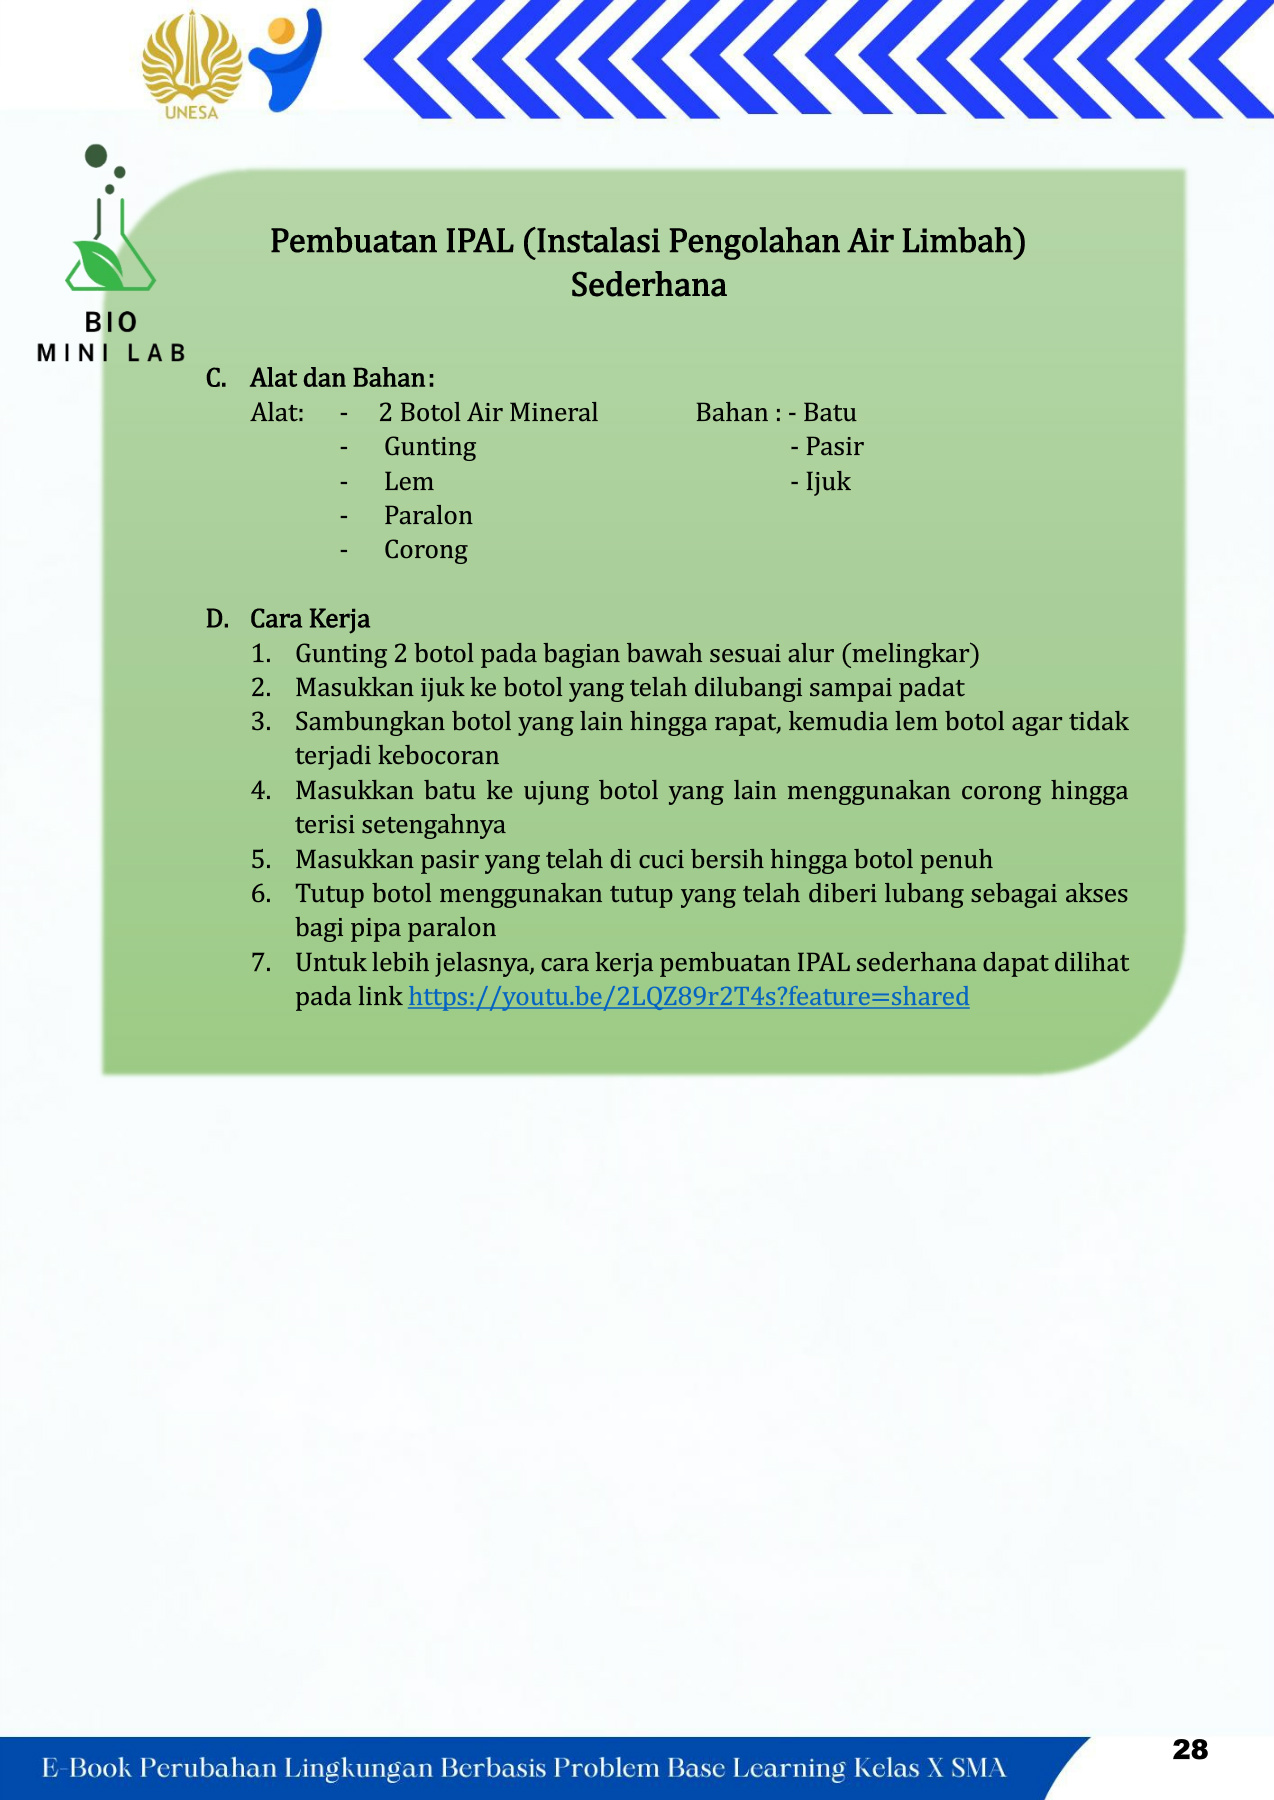 UNESA
BIO
MINI LAB
Pembuatan IPAL (Instalasi Pengolahan Air Limbah)
Sederhana
C. Alat dan Bahan:
Alat: - 2 Botol Air Mineral Bahan : - Batu
- Gunting - Pasir
- Lem - Ijuk
- Paralon
- Corong
D. Cara Kerja
1. Gunting 2 botol pada bagian bawah sesuai alur (melingkar)
2. Masukkan ijuk ke botol yang telah dilubangi sampai padat
3. Sambungkan botol yang lain hingga rapat, kemudia lem botol agar tidak
terjadi kebocoran
4. Masukkan batu ke ujung botol yang lain menggunakan corong hingga
terisi setengahnya
5. Masukkan pasir yang telah di cuci bersih hingga botol penuh
6. Tutup botol menggunakan tutup yang telah diberi lubang sebagai akses
bagi pipa paralon
7. Untuk lebih jelasnya, cara kerja pembuatan IPAL sederhana dapat dilihat
pada link https://youtu.be/2LQZ89r2T4s?feature=shared
28
E-Book Perubahan Lingkungan Berbasis Problem Base Learning Kelas X SMA